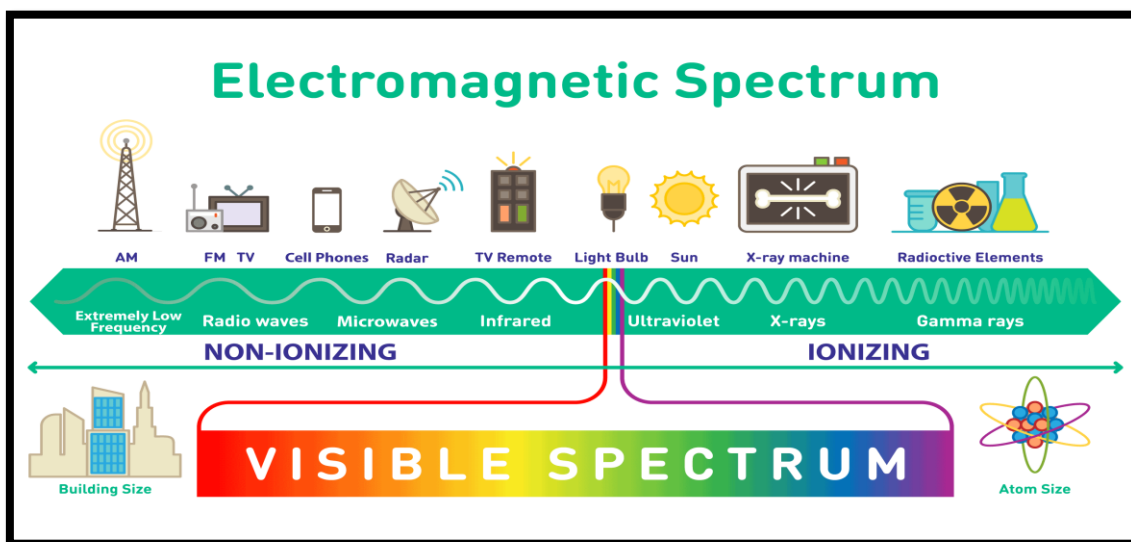 Electromagnetic Spectrum
AM
FM TV
Cell Phones
Radar
TV Remote
Light Bulb
Sun
X-ray machine
Radioctive Elements
Extremely Low
Frequency
Radio waves
Microwaves
Infrared
Ultraviolet
X-rays
Gamma rays
NON-IONIZING
IONIZING
Building Size
VISIBLE SPECTRUM
Atom Size